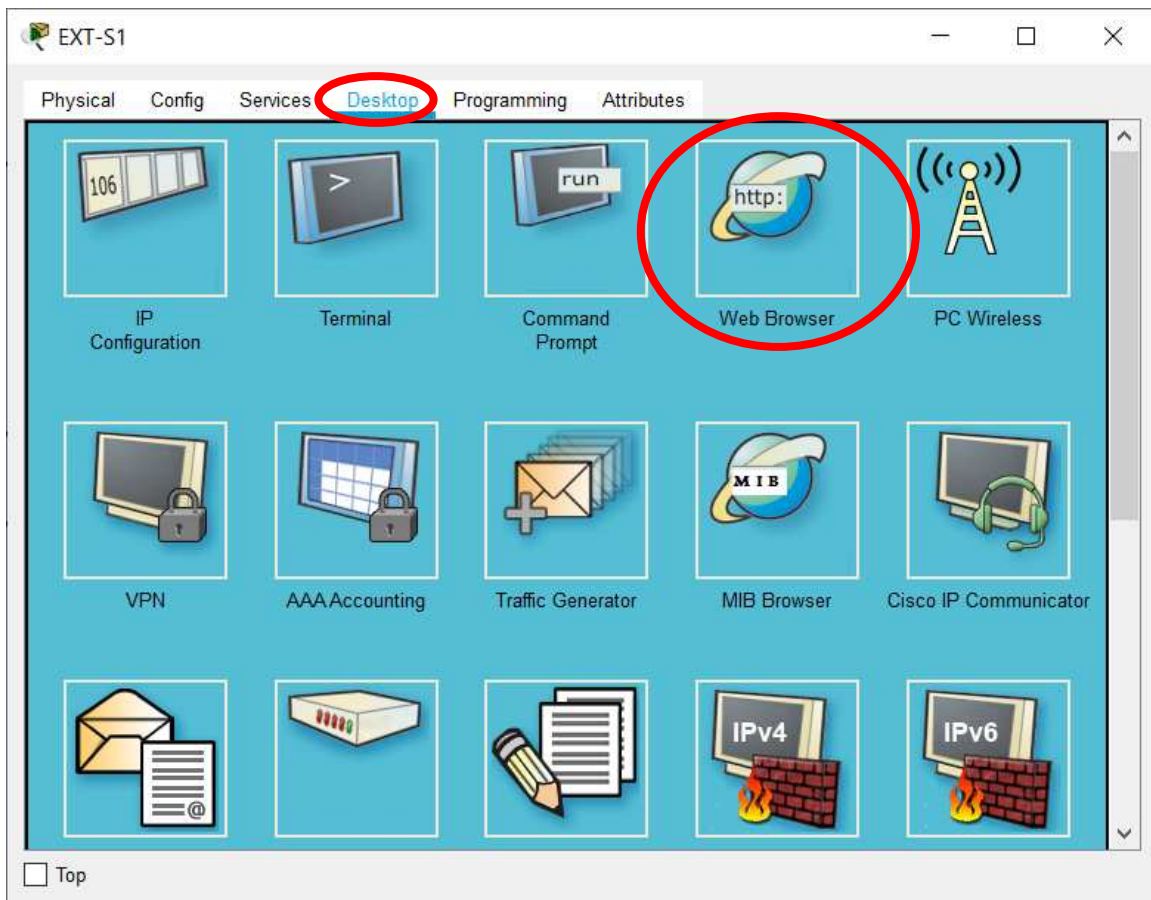 EXT-S1
Physical Config Services Desktop Programming Attributes
106
>
run
http:
IP
Configuration
Terminal
Command
Prompt
Web Browser
PC Wireless
MIB
VPN
AAA Accounting
Traffic Generator
MIB Browser
Cisco IP Communicator
@
IPv4
IPv6
Top